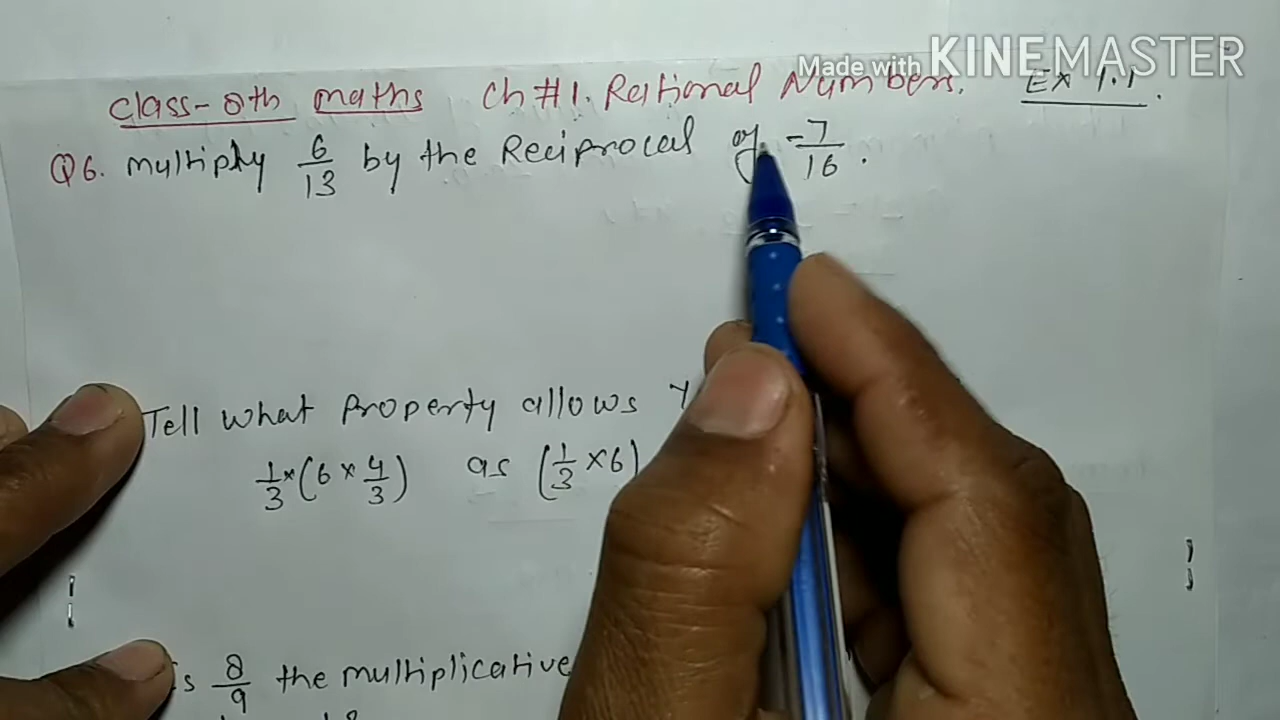 Made with KINEMASTER
Class-8th maths Ch#1. Rational Numbers. Ex 1.1.
Q6. Multiply 6/13 by the Reciprocal of -7/16.
Tell What Property allows
1/3 × (6 × 4/3) as (1/3 × 6)
is 8/9 the multiplicative